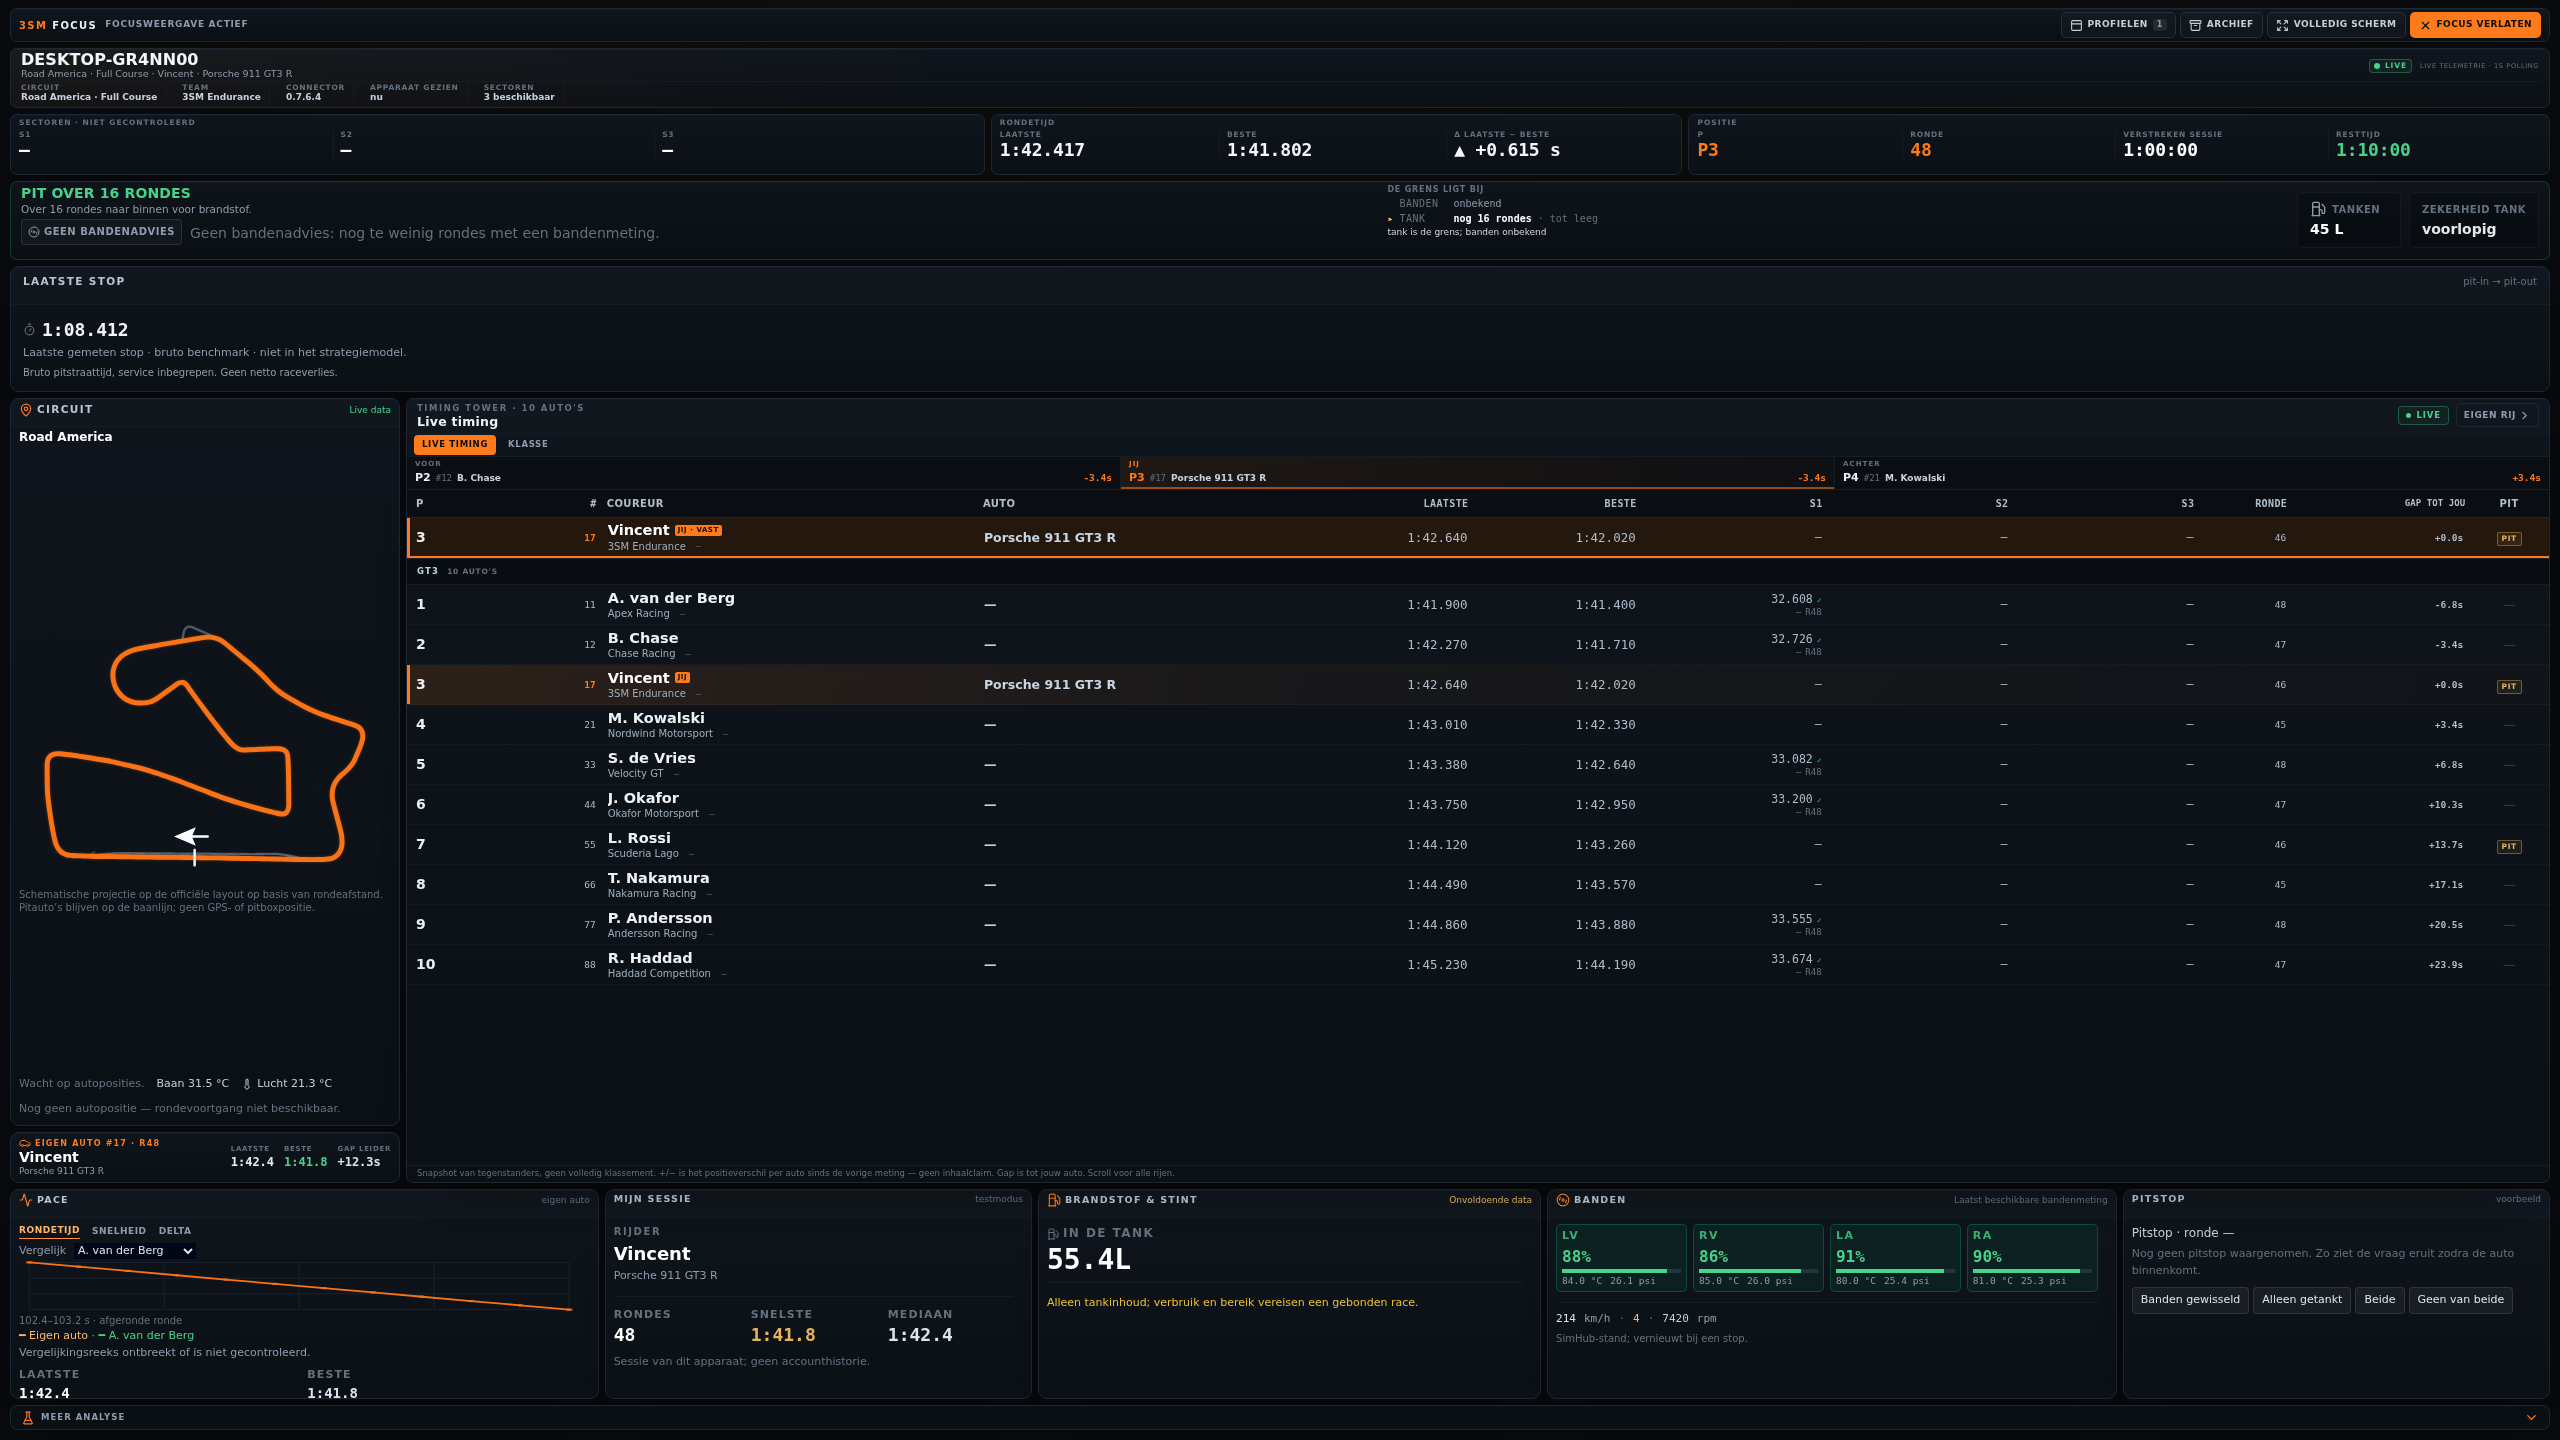 3SM FOCUS FOCUSWEERGAVE ACTIEF PROFIELEN 1 ARCHIEF VOLLEDIG SCHERM FOCUS VERLATEN
DESKTOP-GR4NN00
Road America · Full Course · Vincent · Porsche 911 GT3 R
LIVE LIVE TELEMETRIE · 1S POLLING
CIRCUIT TEAM CONNECTOR APPARAAT GEZIEN SECTOREN
Road America · Full Course 3SM Endurance 0.7.6.4 nu 3 beschikbaar
SECTOREN · NIET GECONTROLEERD RONDETIJD POSITIE
S1 S2 S3 LAATSTE BESTE Δ LAATSTE − BESTE P RONDE VERSTREKEN SESSIE RESTTIJD
— — — 1:42.417 1:41.802 ▲ +0.615 s P3 48 1:00:00 1:10:00
PIT OVER 16 RONDES
Over 16 rondes naar binnen voor brandstof.
GEEN BANDENADVIES Geen bandenadvies: nog te weinig rondes met een bandenmeting.
DE GRENS LIGT BIJ
BANDEN onbekend
▸ TANK nog 16 rondes · tot leeg
tank is de grens; banden onbekend
TANKEN
45 L
ZEKERHEID TANK
voorlopig
LAATSTE STOP pit-in → pit-out
1:08.412
Laatste gemeten stop · bruto benchmark · niet in het strategiemodel.
Bruto pitstraattijd, service inbegrepen. Geen netto raceverlies.
CIRCUIT Live data
Road America
Schematische projectie op de officiële layout op basis van rondeafstand.
Pitauto's blijven op de baanlijn; geen GPS- of pitboxpositie.
Wacht op autoposities. Baan 31.5 °C Lucht 21.3 °C
Nog geen autopositie — rondevoortgang niet beschikbaar.
EIGEN AUTO #17 · R48
Vincent
Porsche 911 GT3 R
LAATSTE BESTE GAP LEIDER
1:42.4 1:41.8 +12.3s
TIMING TOWER · 10 AUTO'S
Live timing
LIVE EIGEN RIJ
LIVE TIMING KLASSE
VOOR JIJ ACHTER
P2 #12 B. Chase -3.4s P3 #17 Porsche 911 GT3 R -3.4s P4 #21 M. Kowalski +3.4s
P # COUREUR AUTO LAATSTE BESTE S1 S2 S3 RONDE GAP TOT JOU PIT
3 17 Vincent JIJ · VAST Porsche 911 GT3 R 1:42.640 1:42.020 — — — 46 +0.0s PIT
3SM Endurance —
GT3 10 AUTO'S
1 11 A. van der Berg — 1:41.900 1:41.400 32.608 ✓ — — 48 -6.8s —
Apex Racing — — R48
2 12 B. Chase — 1:42.270 1:41.710 32.726 ✓ — — 47 -3.4s —
Chase Racing — — R48
3 17 Vincent JIJ Porsche 911 GT3 R 1:42.640 1:42.020 — — — 46 +0.0s PIT
3SM Endurance —
4 21 M. Kowalski — 1:43.010 1:42.330 — — — 45 +3.4s —
Nordwind Motorsport —
5 33 S. de Vries — 1:43.380 1:42.640 33.082 ✓ — — 48 +6.8s —
Velocity GT — — R48
6 44 J. Okafor — 1:43.750 1:42.950 33.200 ✓ — — 47 +10.3s —
Okafor Motorsport — — R48
7 55 L. Rossi — 1:44.120 1:43.260 — — — 46 +13.7s PIT
Scuderia Lago —
8 66 T. Nakamura — 1:44.490 1:43.570 — — — 45 +17.1s —
Nakamura Racing —
9 77 P. Andersson — 1:44.860 1:43.880 33.555 ✓ — — 48 +20.5s —
Andersson Racing — — R48
10 88 R. Haddad — 1:45.230 1:44.190 33.674 ✓ — — 47 +23.9s —
Haddad Competition — — R48
Snapshot van tegenstanders, geen volledig klassement. +/− is het positieverschil per auto sinds de vorige meting — geen inhaalclaim. Gap is tot jouw auto. Scroll voor alle rijen.
PACE eigen auto
RONDETIJD SNELHEID DELTA
Vergelijk A. van der Berg
102.4–103.2 s · afgeronde ronde
━ Eigen auto · ━ A. van der Berg
Vergelijkingsreeks ontbreekt of is niet gecontroleerd.
LAATSTE BESTE
1:42.4 1:41.8
MIJN SESSIE testmodus
RIJDER
Vincent
Porsche 911 GT3 R
RONDES SNELSTE MEDIAAN
48 1:41.8 1:42.4
Sessie van dit apparaat; geen accounthistorie.
BRANDSTOF & STINT Onvoldoende data
IN DE TANK
55.4L
Alleen tankinhoud; verbruik en bereik vereisen een gebonden race.
BANDEN Laatst beschikbare bandenmeting
LV RV LA RA
88% 86% 91% 90%
84.0 °C 26.1 psi 85.0 °C 26.0 psi 80.0 °C 25.4 psi 81.0 °C 25.3 psi
214 km/h · 4 · 7420 rpm
SimHub-stand; vernieuwt bij een stop.
PITSTOP voorbeeld
Pitstop · ronde —
Nog geen pitstop waargenomen. Zo ziet de vraag eruit zodra de auto
binnenkomt.
Banden gewisseld Alleen getankt Beide Geen van beide
MEER ANALYSE